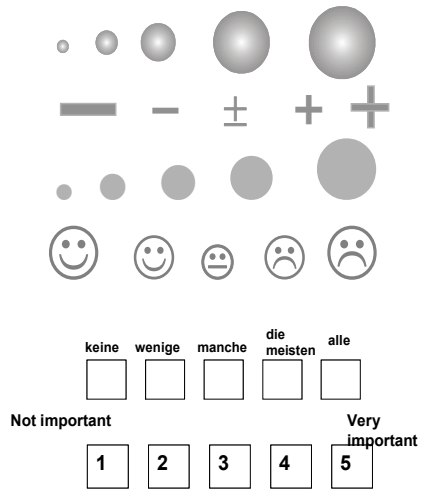 keine wenige manche die meisten alle
Not important Very important
1 2 3 4 5